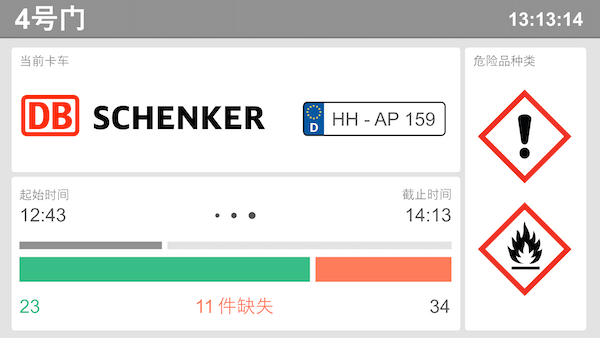 4号门
13:13:14
当前卡车
DB SCHENKER
D
HH - AP 159
危险品种类
起始时间
截止时间
12:43
14:13
23
11 件缺失
34